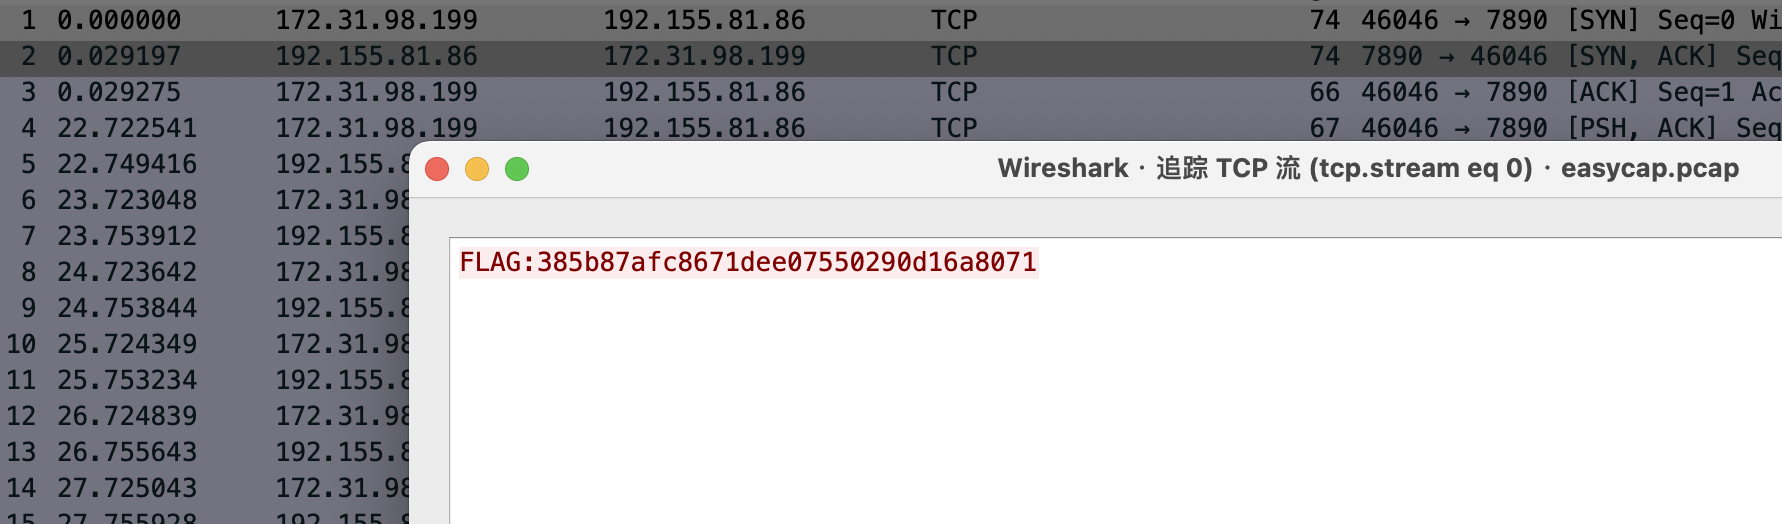 1 0.000000 172.31.98.199 192.155.81.86 TCP 74 46046 → 7890 [SYN] Seq=0 Wi
2 0.029197 192.155.81.86 172.31.98.199 TCP 74 7890 → 46046 [SYN, ACK] Seq
3 0.029275 172.31.98.199 192.155.81.86 TCP 66 46046 → 7890 [ACK] Seq=1 Ac
4 22.722541 172.31.98.199 192.155.81.86 TCP 67 46046 → 7890 [PSH, ACK] Seq
5 22.749416 192.155.8
Wireshark · 追踪 TCP 流 (tcp.stream eq 0) · easycap.pcap
6 23.723048 172.31.98
7 23.753912 192.155.8
FLAG:385b87afc8671dee07550290d16a8071
8 24.723642 172.31.98
9 24.753844 192.155.8
10 25.724349 172.31.98
11 25.753234 192.155.8
12 26.724839 172.31.98
13 26.755643 192.155.8
14 27.725043 172.31.98
15 27.755928 192.155.8